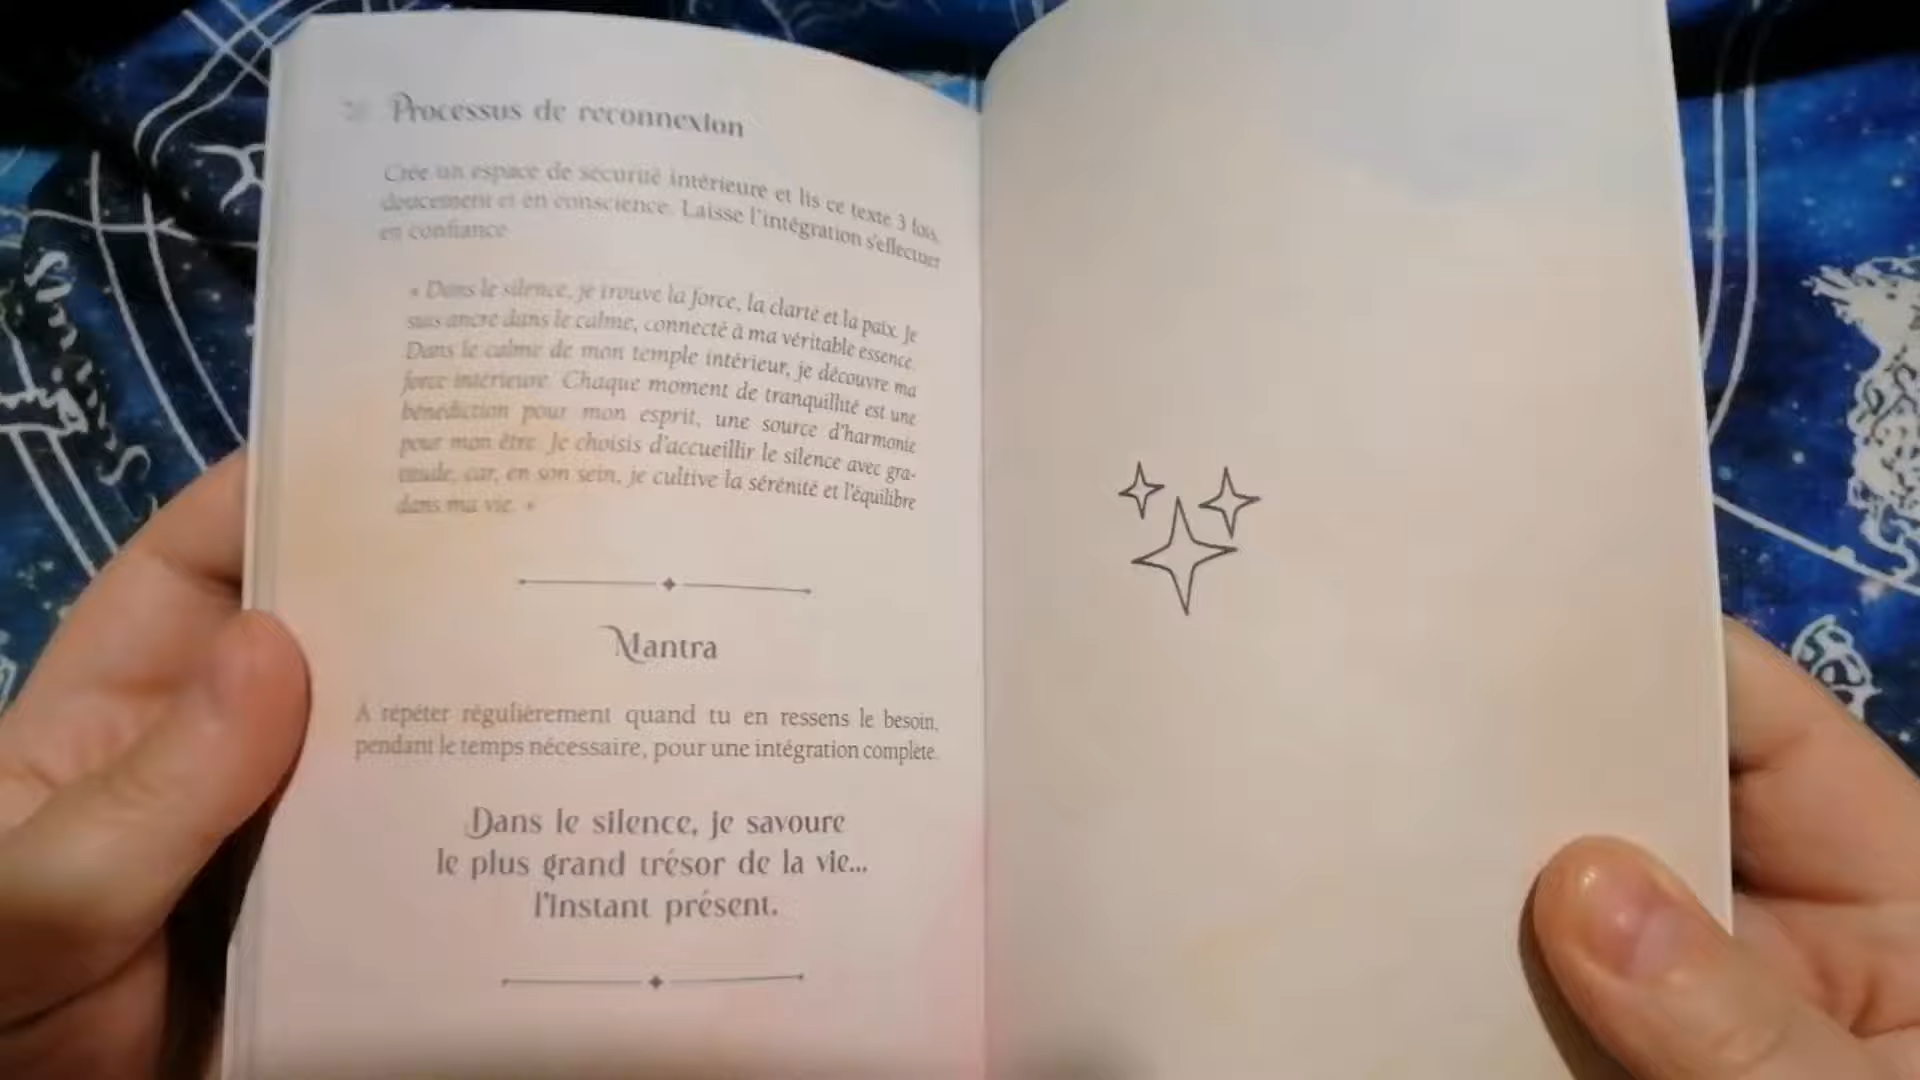 Processus de reconnexion
Crée un espace de sécurité intérieure et lis ce texte 3 fois,
doucement et en conscience. Laisse l'intégration s'effectuer
en confiance.
« Dans le silence, je trouve la force, la clarté et la paix. Je
suis ancré dans le calme, connecté à ma véritable essence.
Dans le calme de mon temple intérieur, je découvre ma
force intérieure. Chaque moment de tranquillité est une
bénédiction pour mon esprit, une source d'harmonie
pour mon être. Je choisis d'accueillir le silence avec gra-
titude, car, en son sein, je cultive la sérénité et l'équilibre
dans ma vie. »
Mantra
À répéter régulièrement quand tu en ressens le besoin,
pendant le temps nécessaire, pour une intégration complète.
Dans le silence, je savoure
le plus grand trésor de la vie...
l'instant présent.